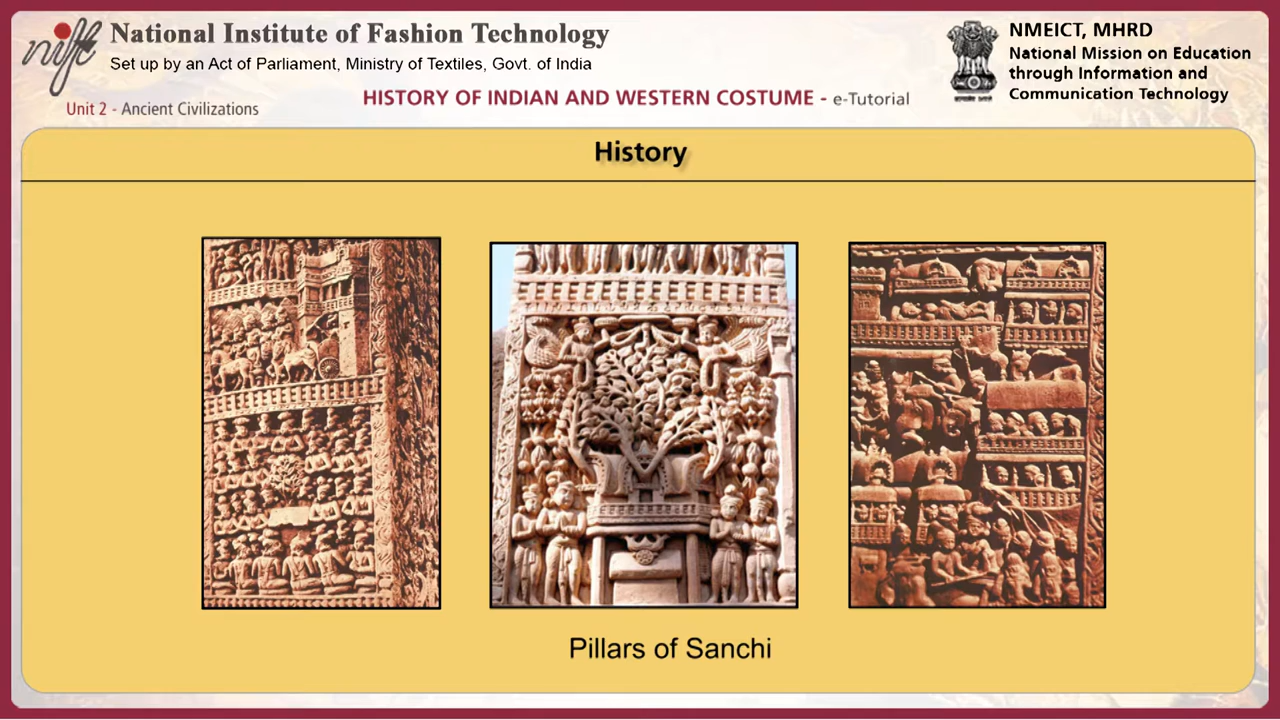 nift
National Institute of Fashion Technology
Set up by an Act of Parliament, Ministry of Textiles, Govt. of India
NMEICT, MHRD
National Mission on Education
through Information and
Communication Technology
Unit 2 - Ancient Civilizations
HISTORY OF INDIAN AND WESTERN COSTUME - e-Tutorial
History
Pillars of Sanchi